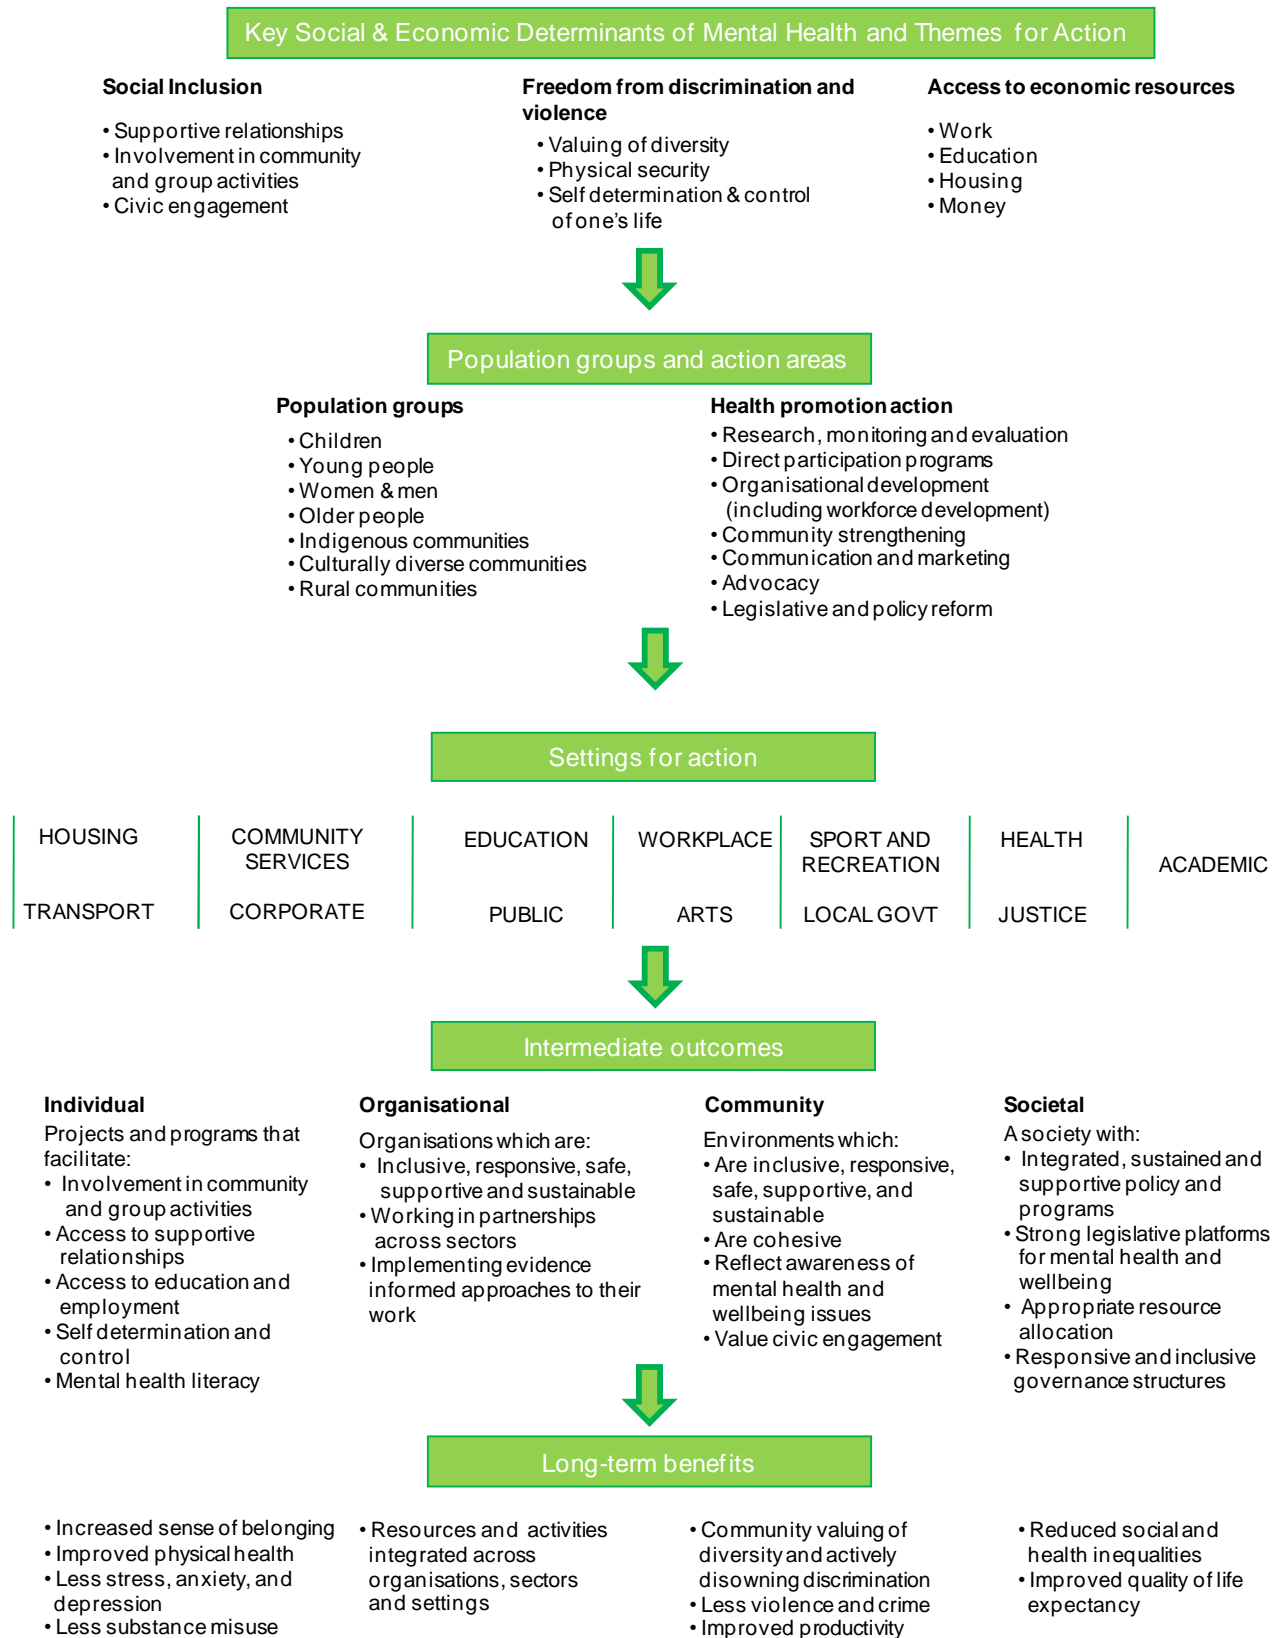 Key Social & Economic Determinants of Mental Health and Themes for Action
Social Inclusion
• Supportive relationships
• Involvement in community
and group activities
• Civic engagement
Freedom from discrimination and
violence
• Valuing of diversity
• Physical security
• Self determination & control
of one's life
Access to economic resources
• Work
• Education
• Housing
• Money
Population groups and action areas
Population groups
• Children
• Young people
• Women & men
• Older people
• Indigenous communities
• Culturally diverse communities
• Rural communities
Health promotion action
• Research, monitoring and evaluation
• Direct participation programs
• Organisational development
(including workforce development)
• Community strengthening
• Communication and marketing
• Advocacy
• Legislative and policy reform
Settings for action
HOUSING
TRANSPORT
COMMUNITY
SERVICES
CORPORATE
EDUCATION
PUBLIC
WORKPLACE
ARTS
SPORT AND
RECREATION
LOCAL GOVT
HEALTH
JUSTICE
ACADEMIC
Intermediate outcomes
Individual
Projects and programs that
facilitate:
• Involvement in community
and group activities
• Access to supportive
relationships
• Access to education and
employment
• Self determination and
control
• Mental health literacy
Organisational
Organisations which are:
• Inclusive, responsive, safe,
supportive and sustainable
• Working in partnerships
across sectors
• Implementing evidence
informed approaches to their
work
Community
Environments which:
• Are inclusive, responsive,
safe, supportive, and
sustainable
• Are cohesive
• Reflect awareness of
mental health and
wellbeing issues
• Value civic engagement
Societal
A society with:
• Integrated, sustained and
supportive policy and
programs
• Strong legislative platforms
for mental health and
wellbeing
• Appropriate resource
allocation
• Responsive and inclusive
governance structures
Long-term benefits
• Increased sense of belonging
• Improved physical health
• Less stress, anxiety, and
depression
• Less substance misuse
• Resources and activities
integrated across
organisations, sectors
and settings
• Community valuing of
diversity and actively
disowning discrimination
• Less violence and crime
• Improved productivity
• Reduced social and
health inequalities
• Improved quality of life
expectancy